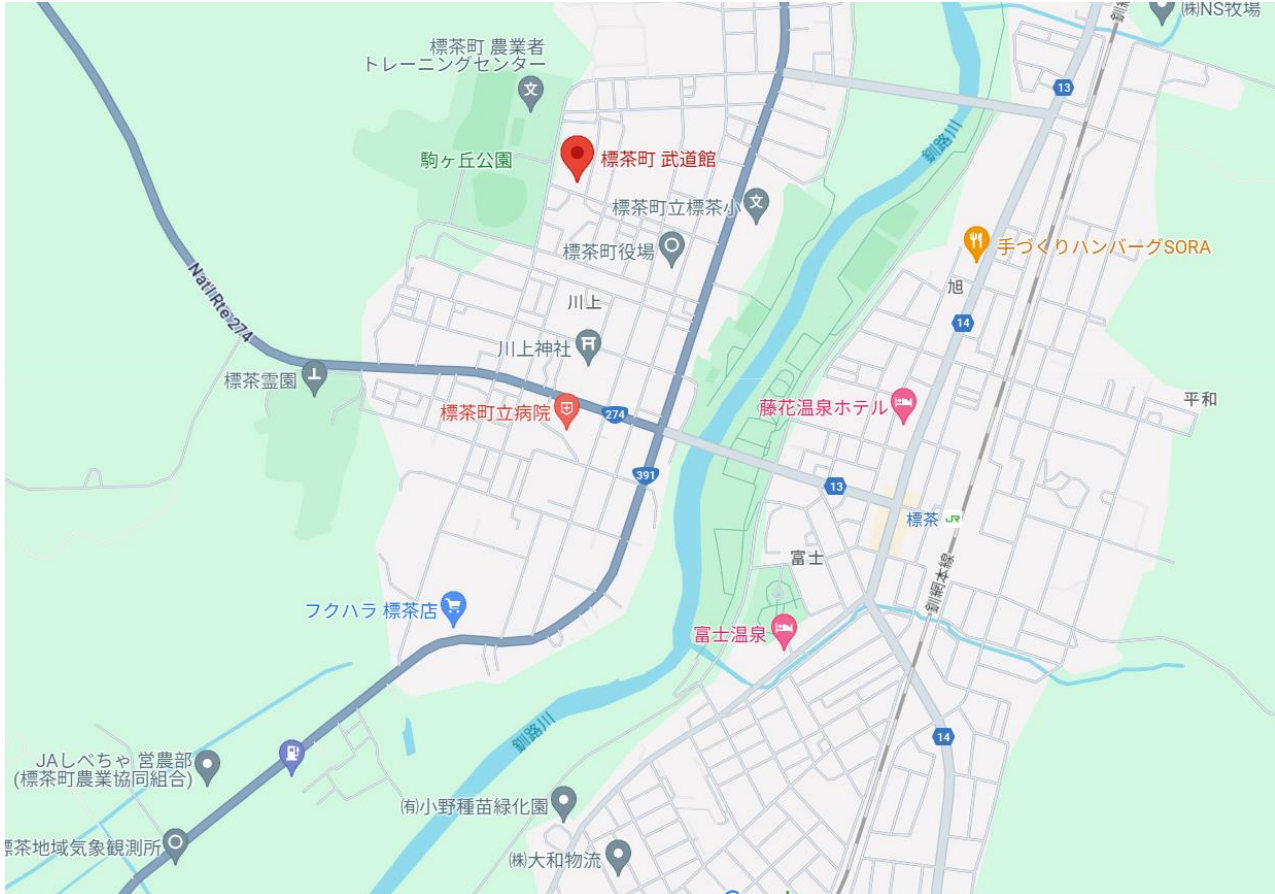 (株)NS牧場
標茶町 農業者
トレーニングセンター
13
釧路川
駒ヶ丘公園
標茶町 武道館
標茶町立標茶小
標茶町役場
手づくりハンバーグSORA
旭
Nat'l Rte 274
川上
14
川上神社
標茶霊園
標茶町立病院
274
藤花温泉ホテル
平和
391
13
標茶
JR
富士
釧網本線
フクハラ 標茶店
富士温泉
釧路川
14
JAしべちゃ 営農部
(標茶町農業協同組合)
(有)小野種苗緑化園
標茶地域気象観測所
(株)大和物流